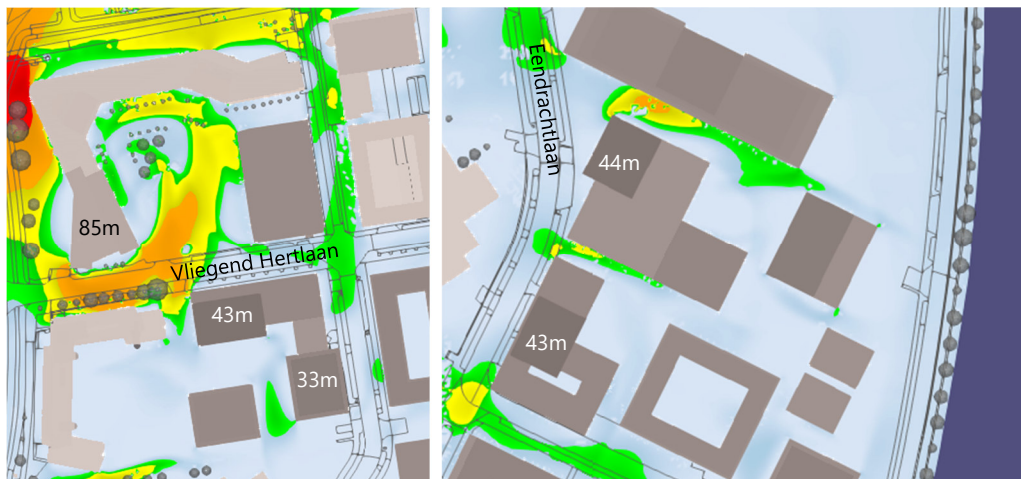 85m
Vliegend Hertlaan
43m
33m
Eendrachtlaan
44m
43m